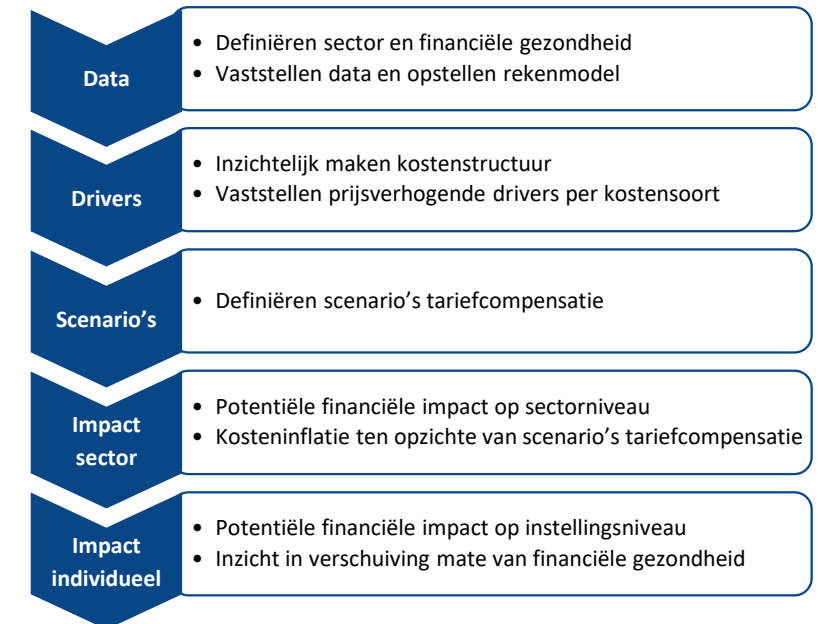 Data
• Definiëren sector en financiële gezondheid
• Vaststellen data en opstellen rekenmodel
Drivers
• Inzichtelijk maken kostenstructuur
• Vaststellen prijsverhogende drivers per kostensoort
Scenario’s
• Definiëren scenario’s tariefcompensatie
Impact
sector
• Potentiële financiële impact op sectorniveau
• Kosteninflatie ten opzichte van scenario’s tariefcompensatie
Impact
individueel
• Potentiële financiële impact op instellingsniveau
• Inzicht in verschuiving mate van financiële gezondheid